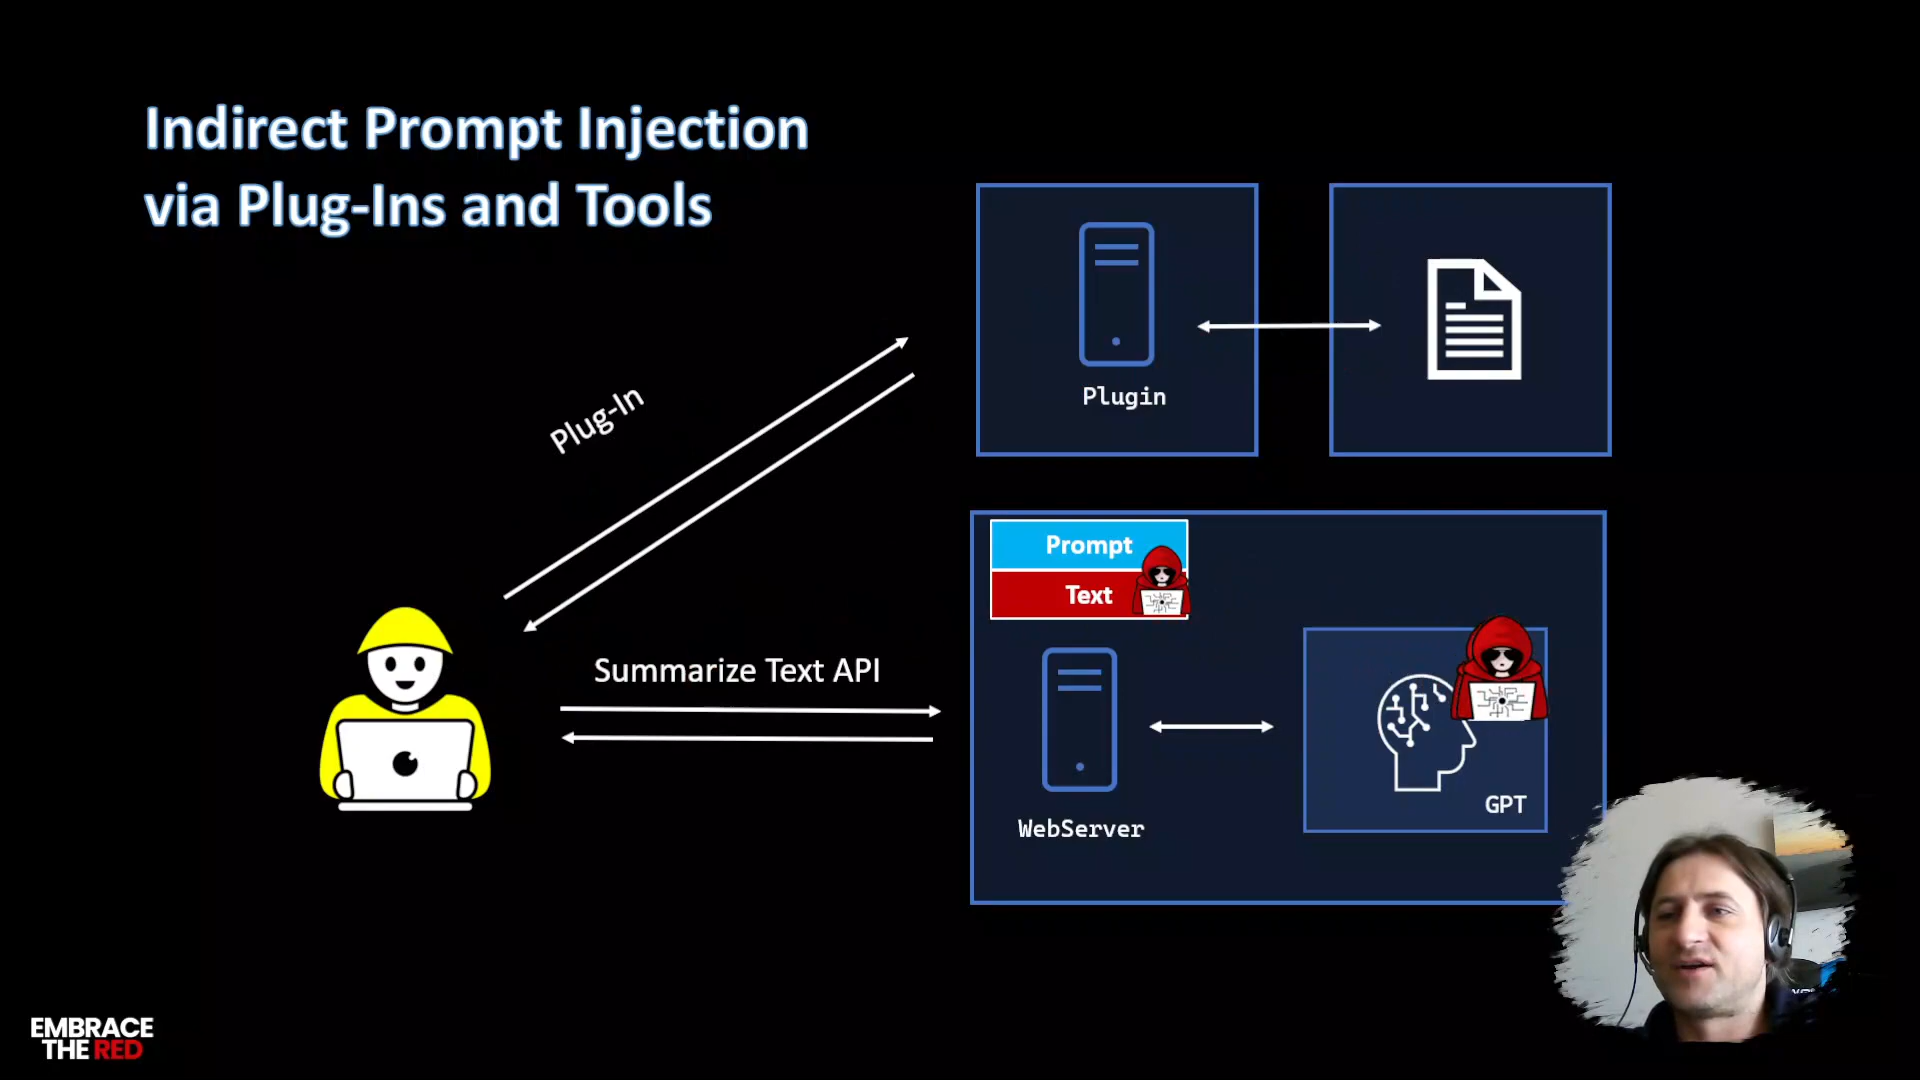 Indirect Prompt Injection
via Plug-Ins and Tools
Plug-In
Plugin
Prompt
Text
Summarize Text API
WebServer
GPT
EMBRACE
THE RED